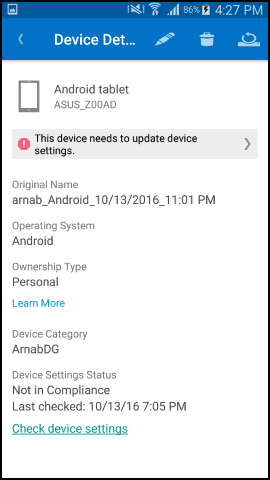 86% 4:27 PM
Device Det...
Android tablet
ASUS_Z00AD
This device needs to update device
settings.
Original Name
arnab_Android_10/13/2016_11:01 PM
Operating System
Android
Ownership Type
Personal
Learn More
Device Category
ArnabDG
Device Settings Status
Not in Compliance
Last checked: 10/13/16 7:05 PM
Check device settings